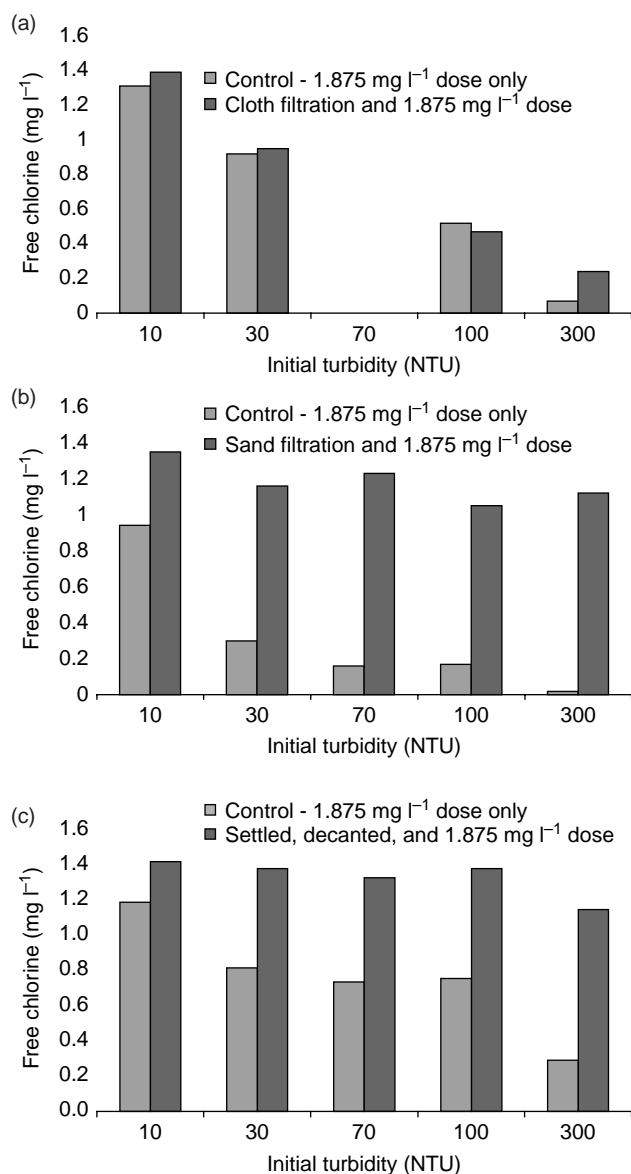 (a)
1.6
1.4
1.2
1
0.8
0.6
0.4
0.2
0
Free chlorine (mg l⁻¹)
Control - 1.875 mg l⁻¹ dose only
Cloth filtration and 1.875 mg l⁻¹ dose
10 30 70 100 300
Initial turbidity (NTU)
(b)
1.6
1.4
1.2
1
0.8
0.6
0.4
0.2
0
Free chlorine (mg l⁻¹)
Control - 1.875 mg l⁻¹ dose only
Sand filtration and 1.875 mg l⁻¹ dose
10 30 70 100 300
Initial turbidity (NTU)
(c)
1.6
1.4
1.2
1.0
0.8
0.6
0.4
0.2
0.0
Free chlorine (mg l⁻¹)
Control - 1.875 mg l⁻¹ dose only
Settled, decanted, and 1.875 mg l⁻¹ dose
10 30 70 100 300
Initial turbidity (NTU)